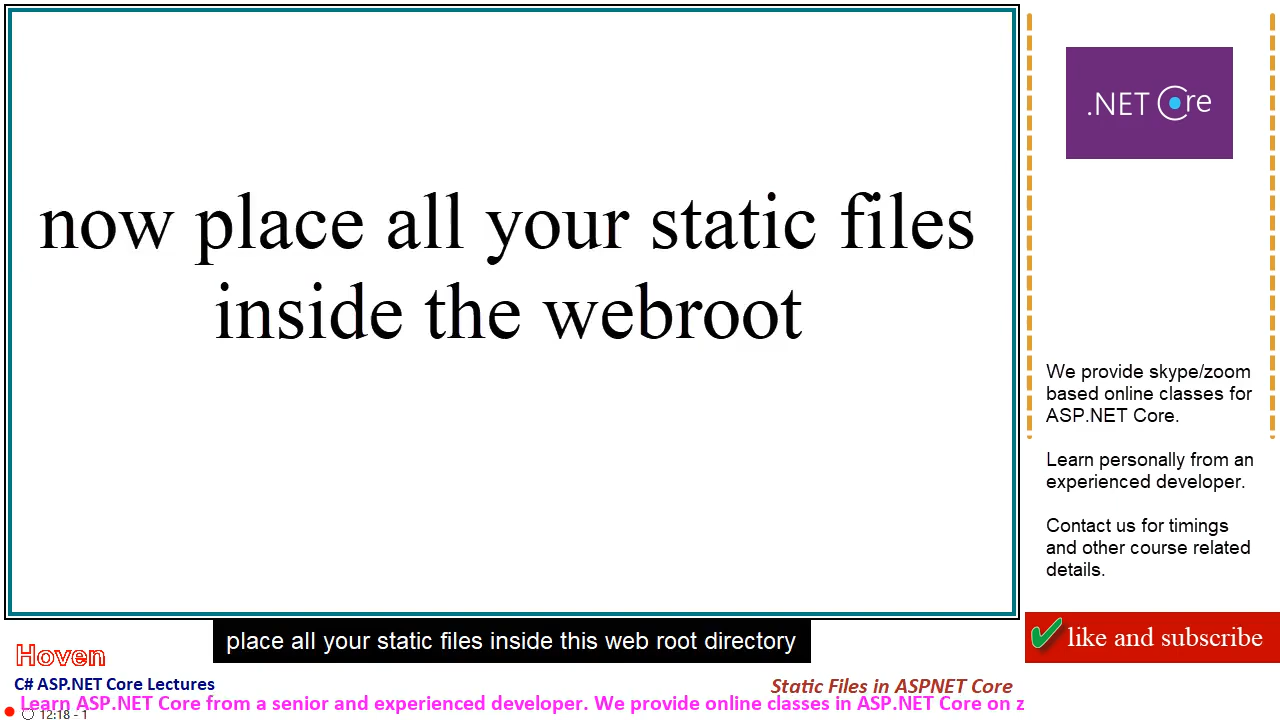 now place all your static files
inside the webroot
.NET Core
We provide skype/zoom
based online classes for
ASP.NET Core.
Learn personally from an
experienced developer.
Contact us for timings
and other course related
details.
like and subscribe
place all your static files inside this web root directory
Hoven
C# ASP.NET Core Lectures
Static Files in ASPNET Core
Learn ASP.NET Core from a senior and experienced developer. We provide online classes in ASP.NET Core on z
12:18 - 1